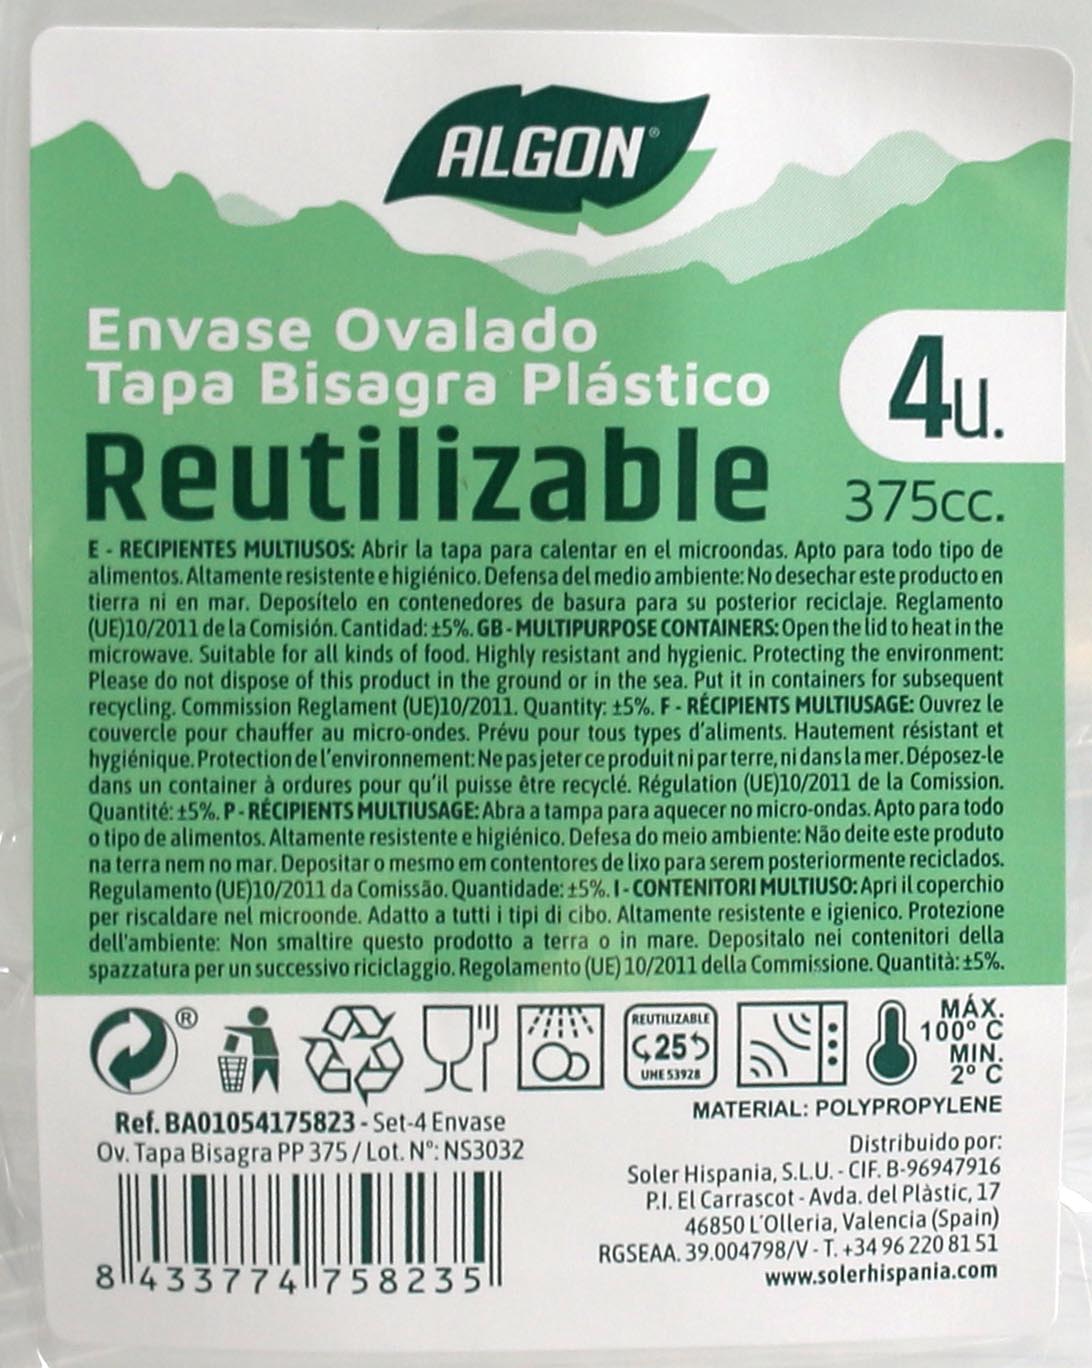 ALGON®
Envase Ovalado
Tapa Bisagra Plástico
Reutilizable
4u.
375cc.
E - RECIPIENTES MULTIUSOS: Abrir la tapa para calentar en el microondas. Apto para todo tipo de
alimentos. Altamente resistente e higiénico. Defensa del medio ambiente: No desechar este producto en
tierra ni en mar. Deposítelo en contenedores de basura para su posterior reciclaje. Reglamento
(UE)10/2011 de la Comisión. Cantidad: ±5%. GB - MULTIPURPOSE CONTAINERS: Open the lid to heat in the
microwave. Suitable for all kinds of food. Highly resistant and hygienic. Protecting the environment:
Please do not dispose of this product in the ground or in the sea. Put it in containers for subsequent
recycling. Commission Reglament (UE)10/2011. Quantity: ±5%. F - RÉCIPIENTS MULTIUSAGE: Ouvrez le
couvercle pour chauffer au micro-ondes. Prévu pour tous types d'aliments. Hautement résistant et
hygiénique. Protection de l'environnement: Ne pas jeter ce produit ni par terre, ni dans la mer. Déposez-le
dans un container à ordures pour qu'il puisse être recyclé. Régulation (UE)10/2011 de la Comission.
Quantité: ±5%. P - RÉCIPIENTS MULTIUSAGE: Abra a tampa para aquecer no micro-ondas. Apto para todo
o tipo de alimentos. Altamente resistente e higiénico. Defesa do meio ambiente: Não deite este produto
na terra nem no mar. Depositar o mesmo em contentores de lixo para serem posteriormente reciclados.
Regulamento (UE)10/2011 da Comissão. Quantidade: ±5%. I - CONTENITORI MULTIUSO: Apri il coperchio
per riscaldare nel microonde. Adatto a tutti i tipi di cibo. Altamente resistente e igienico. Protezione
dell'ambiente: Non smaltire questo prodotto a terra o in mare. Depositalo nei contenitori della
spazzatura per un successivo riciclaggio. Regolamento (UE) 10/2011 della Commissione. Quantità: ±5%.
®
REUTILIZABLE
25
UNE 53928
MÁX.
100º C
MIN.
2º C
MATERIAL: POLYPROPYLENE
Ref. BA01054175823 - Set-4 Envase
Ov. Tapa Bisagra PP 375 / Lot. Nº: NS3032
8 433774 758235
Distribuido por:
Soler Hispania, S.L.U. - CIF. B-96947916
P.I. El Carrascot - Avda. del Plàstic, 17
46850 L'Olleria, Valencia (Spain)
RGSEAA. 39.004798/V - T. +34 96 220 81 51
www.solerhispania.com